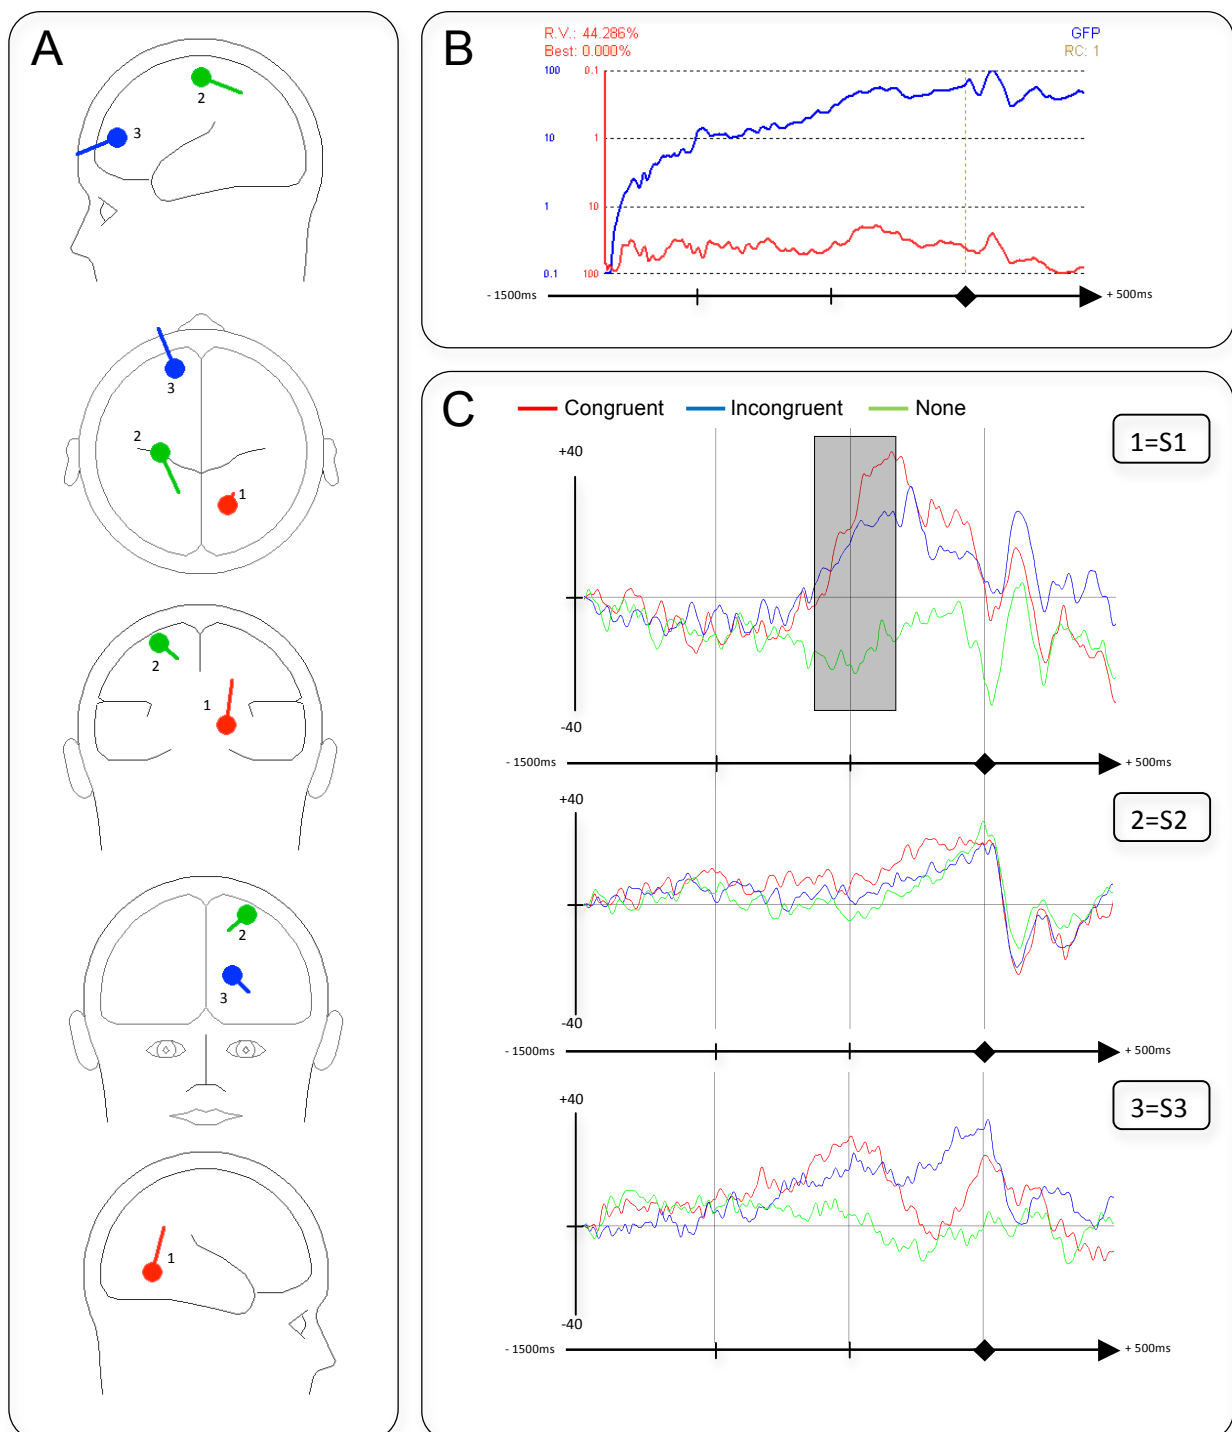 A
2
3
3
2
1
2
1
2
3
1
B
R.V.: 44.286%
Best: 0.000%
GFP
RC: 1
100 0.1
10 1
1 10
0.1 100
- 1500ms + 500ms
C
Congruent Incongruent None
1=S1
+40
-40
- 1500ms + 500ms
2=S2
+40
-40
- 1500ms + 500ms
3=S3
+40
-40
- 1500ms + 500ms